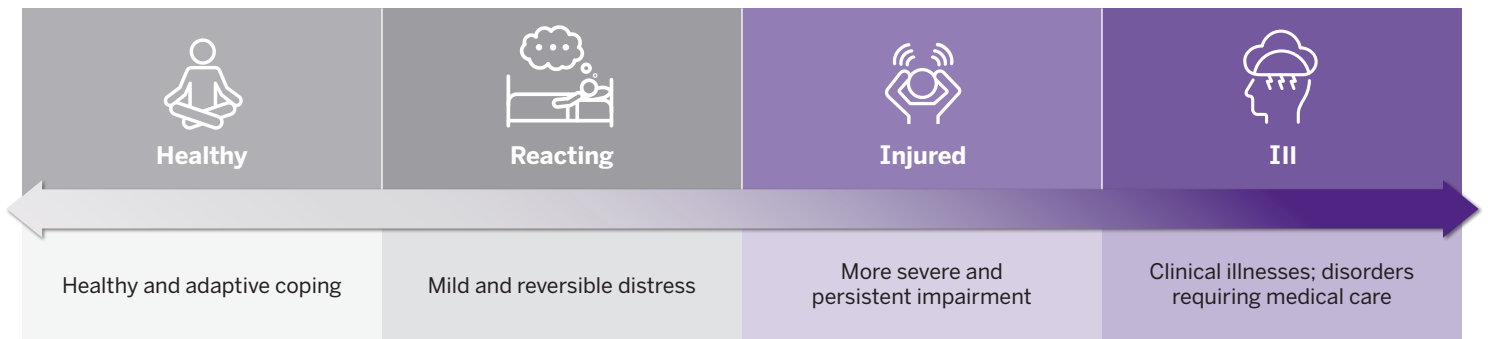 Healthy
Reacting
Injured
Ill
Healthy and adaptive coping
Mild and reversible distress
More severe and
persistent impairment
Clinical illnesses; disorders
requiring medical care